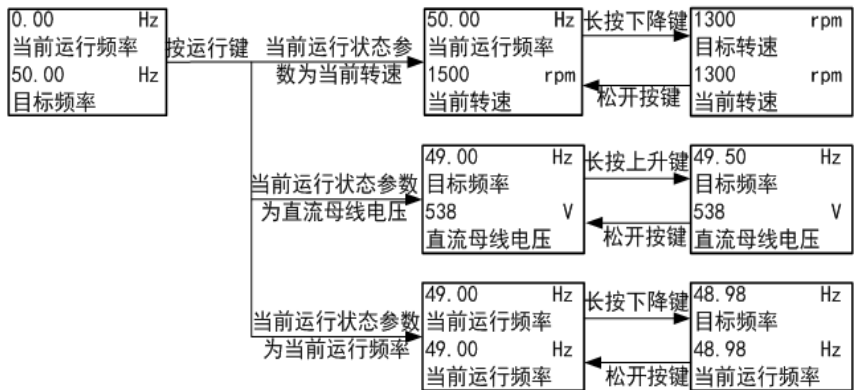 0.00 Hz
当前运行频率
50.00 Hz
目标频率
按运行键
当前运行状态参
数为当前转速
50.00 Hz
当前运行频率
1500 rpm
当前转速
长按下降键
松开按键
1300 rpm
目标转速
1300 rpm
当前转速
当前运行状态参数
为直流母线电压
49.00 Hz
目标频率
538 V
直流母线电压
长按上升键
松开按键
49.50 Hz
目标频率
538 V
直流母线电压
当前运行状态参数
为当前运行频率
49.00 Hz
当前运行频率
49.00 Hz
当前运行频率
长按下降键
松开按键
48.98 Hz
目标频率
48.98 Hz
当前运行频率